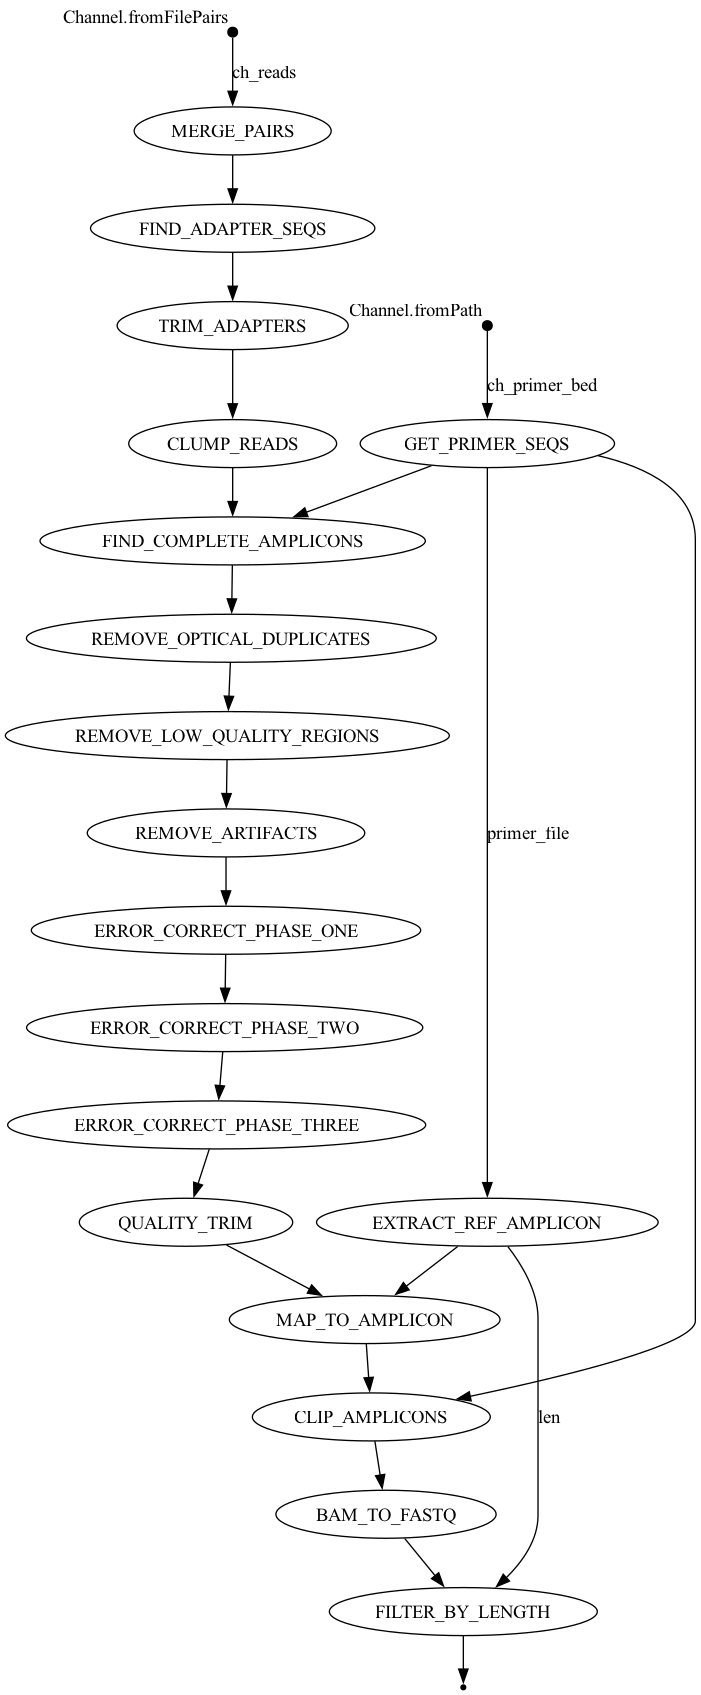 Channel.fromFilePairs
ch_reads
MERGE_PAIRS
FIND_ADAPTER_SEQS
Channel.fromPath
TRIM_ADAPTERS
ch_primer_bed
CLUMP_READS
GET_PRIMER_SEQS
FIND_COMPLETE_AMPLICONS
REMOVE_OPTICAL_DUPLICATES
REMOVE_LOW_QUALITY_REGIONS
REMOVE_ARTIFACTS
primer_file
ERROR_CORRECT_PHASE_ONE
ERROR_CORRECT_PHASE_TWO
ERROR_CORRECT_PHASE_THREE
QUALITY_TRIM
EXTRACT_REF_AMPLICON
MAP_TO_AMPLICON
CLIP_AMPLICONS
len
BAM_TO_FASTQ
FILTER_BY_LENGTH